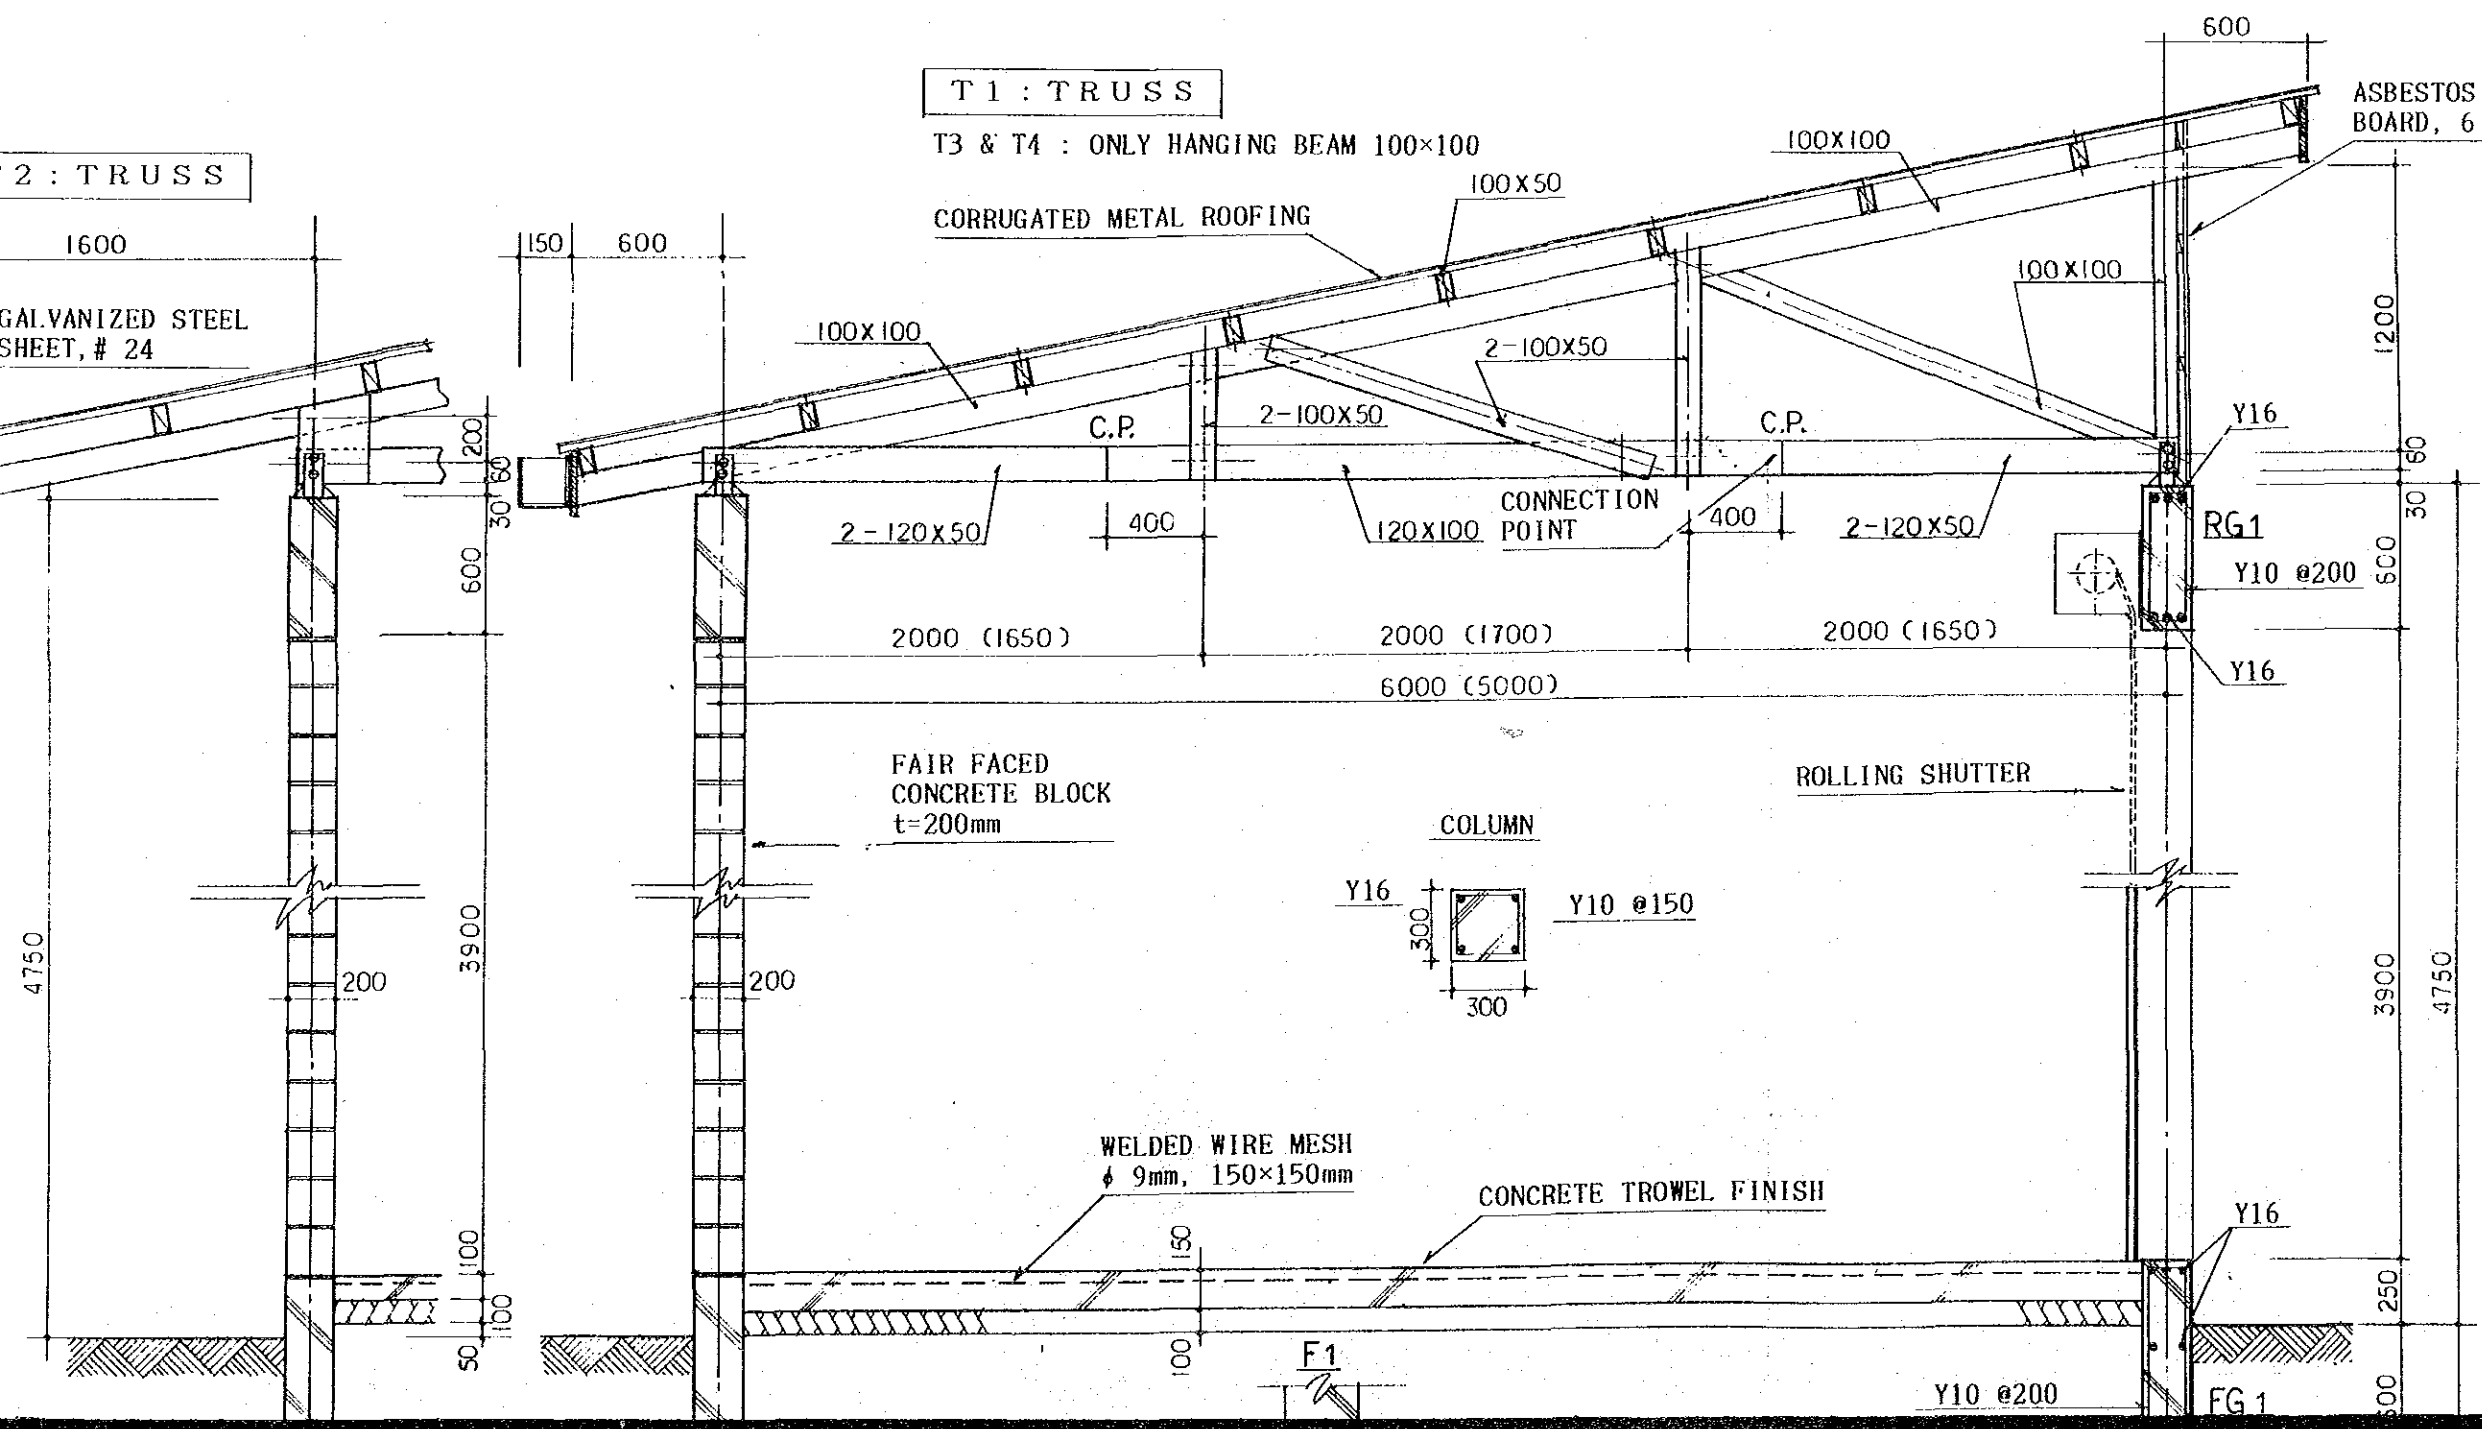 600
T1:TRUSS
T3 & T4 : ONLY HANGING BEAM 100×100
ASBESTOS
BOARD, 6
2:TRUSS
100X100
100X50
CORRUGATED METAL ROOFING
1600
150
600
100X100
GALVANIZED STEEL
SHEET, # 24
100X100
2-100X50
1200
2-100X50
C.P.
C.P.
Y16
200
60
30
60
30
CONNECTION
POINT
2-120X50
400
120X100
400
2-120X50
RG1
Y10 @200
600
600
2000 (1650)
2000 (1700)
2000 (1650)
Y16
6000 (5000)
FAIR FACED
CONCRETE BLOCK
t=200mm
ROLLING SHUTTER
COLUMN
Y16
300
Y10 @150
300
4750
200
3900
200
3900
4750
WELDED WIRE MESH
ϕ 9mm, 150×150mm
CONCRETE TROWEL FINISH
Y16
100
150
100
250
50
100
F1
Y10 @200
FG1